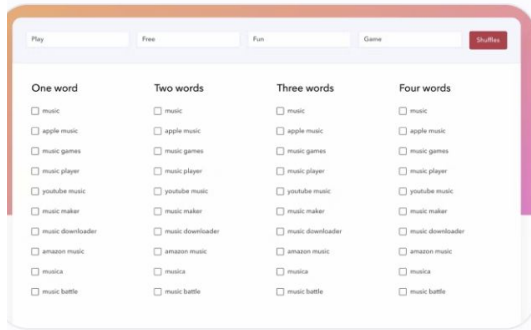 Play Free Fun Game Shuffles
One word Two words Three words Four words
music music music music
apple music apple music apple music apple music
music games music games music games music games
music player music player music player music player
youtube music youtube music youtube music youtube music
music maker music maker music maker music maker
music downloader music downloader music downloader music downloader
amazon music amazon music amazon music amazon music
musica musica musica musica
music battle music battle music battle music battle